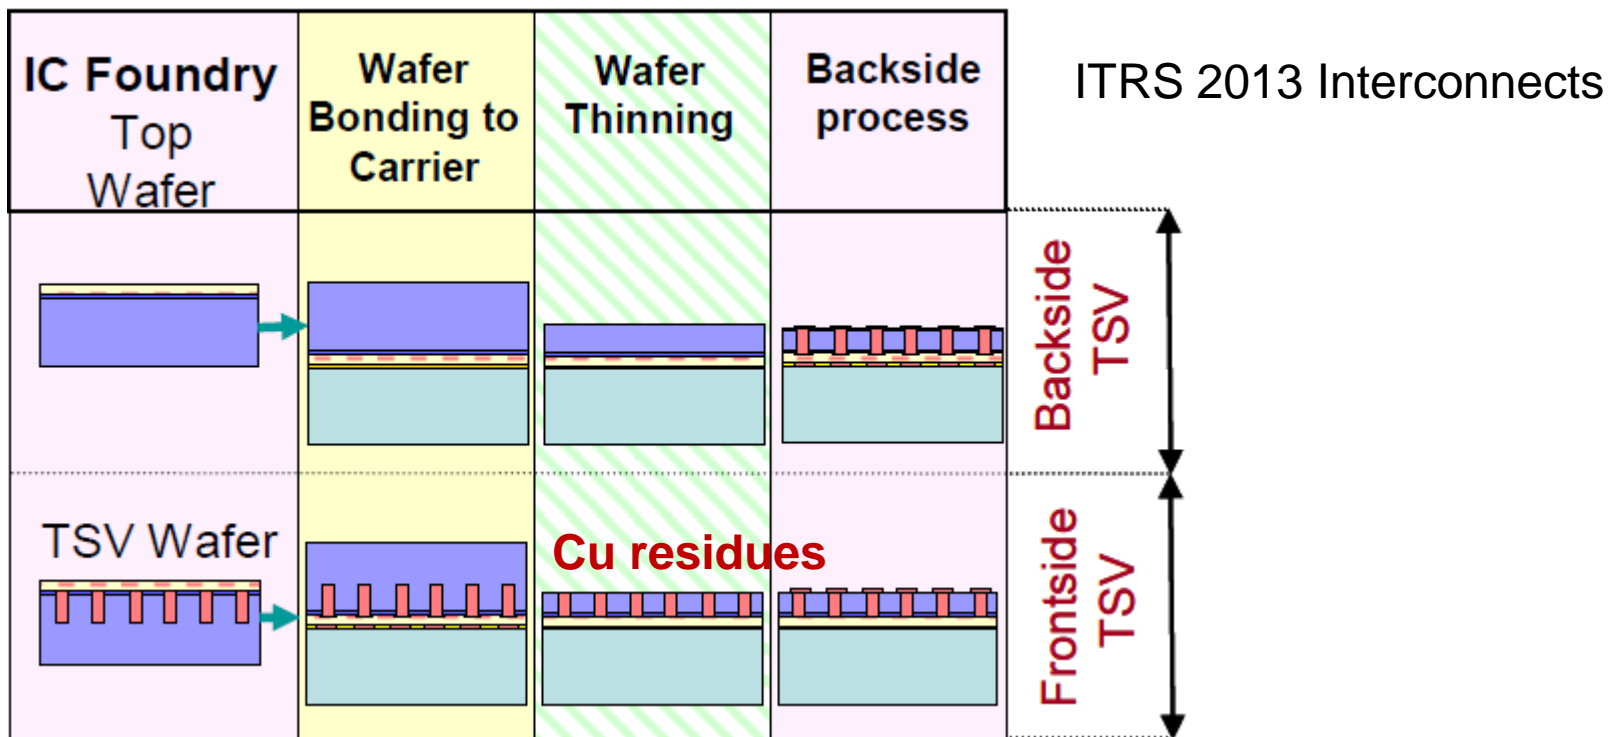 IC Foundry
Top
Wafer
Wafer
Bonding to
Carrier
Wafer
Thinning
Backside
process
ITRS 2013 Interconnects
Backside
TSV
TSV Wafer
Cu residues
Frontside
TSV